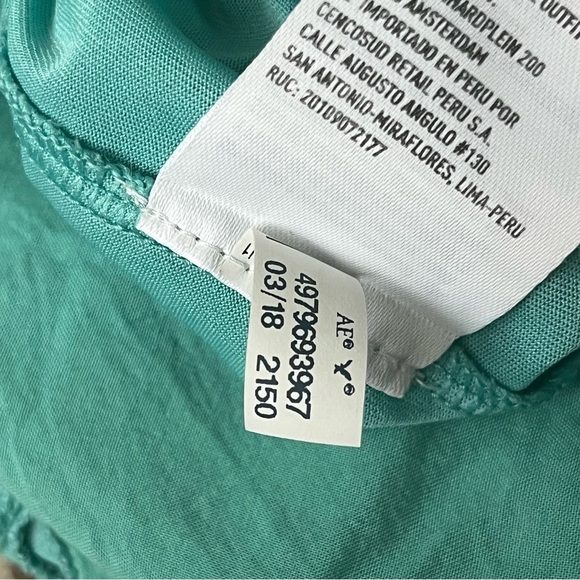 OUTFIT
HARDPLEIN 200
AMSTERDAM
IMPORTADO EN PERU POR
CENCOSUD RETAIL PERU S.A.
CALLE AUGUSTO ANGULO #130
SAN ANTONIO-MIRAFLORES, LIMA-PERU
RUC: 20109072177
AE®
4979693967
03/18 2150